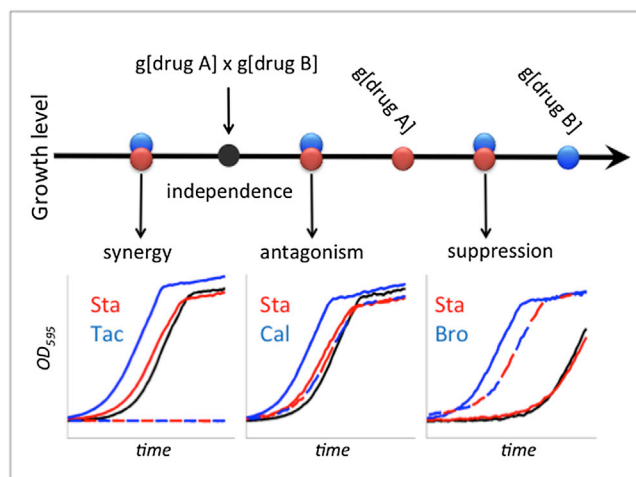 g[drug A] x g[drug B]
g[drug A]
g[drug B]
Growth level
independence
synergy
antagonism
suppression
Sta
Tac
Sta
Cal
Sta
Bro
OD595
time
time
time